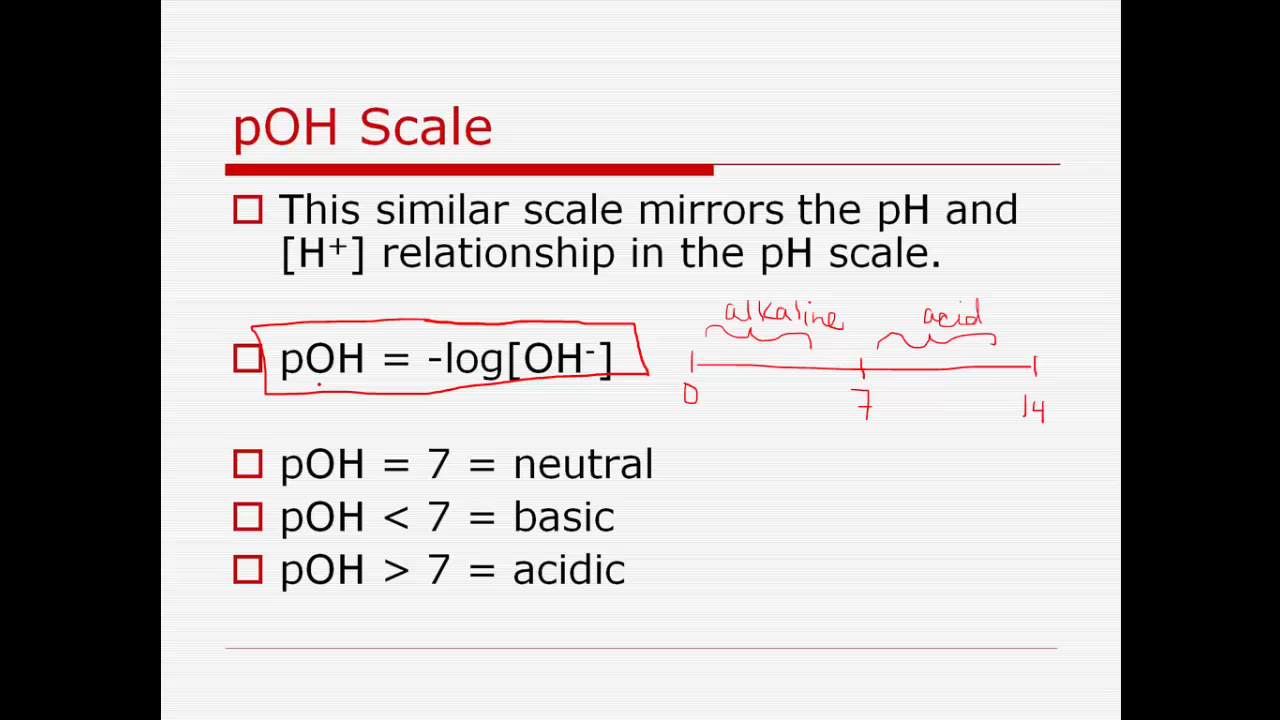 pOH Scale
This similar scale mirrors the pH and
[H⁺] relationship in the pH scale.
alkaline acid
pOH = -log[OH⁻]
0 7 14
pOH = 7 = neutral
pOH < 7 = basic
pOH > 7 = acidic